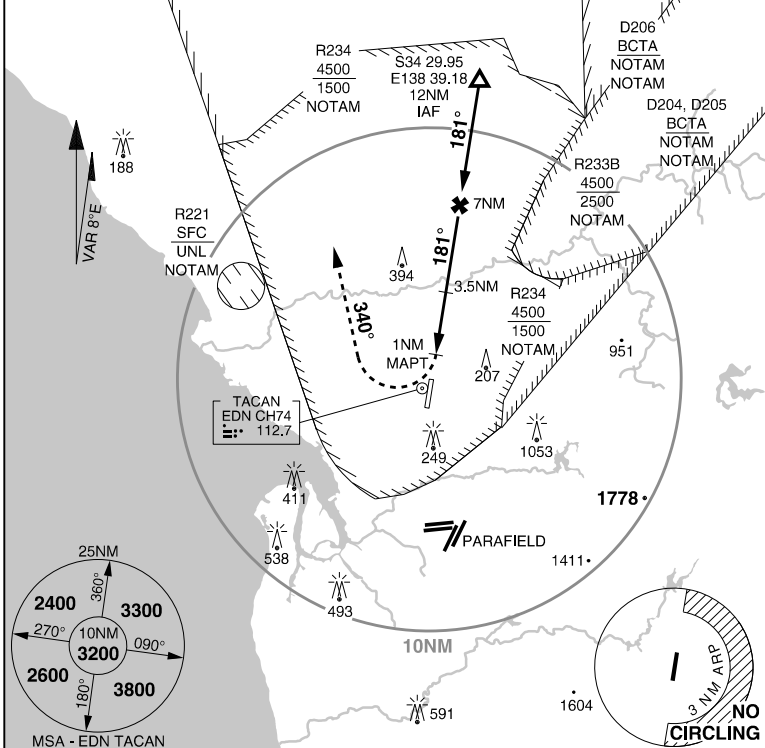 D206
BCTA
NOTAM
NOTAM
R234
4500
1500
NOTAM
S34 29.95
E138 39.18
12NM
IAF
D204, D205
BCTA
NOTAM
NOTAM
181°
188
VAR 8°E
R233B
4500
2500
NOTAM
7NM
R221
SFC
UNL
NOTAM
181°
394
3.5NM
340°
R234
4500
1500
NOTAM
1NM
MAPT
951
207
TACAN
EDN CH74
112.7
249
1053
411
1778
538
PARAFIELD
1411
493
25NM
360°
2400
3300
270°
10NM
3200
090°
2600
3800
180°
MSA - EDN TACAN
10NM
591
1604
3 NM ARP
NO
CIRCLING